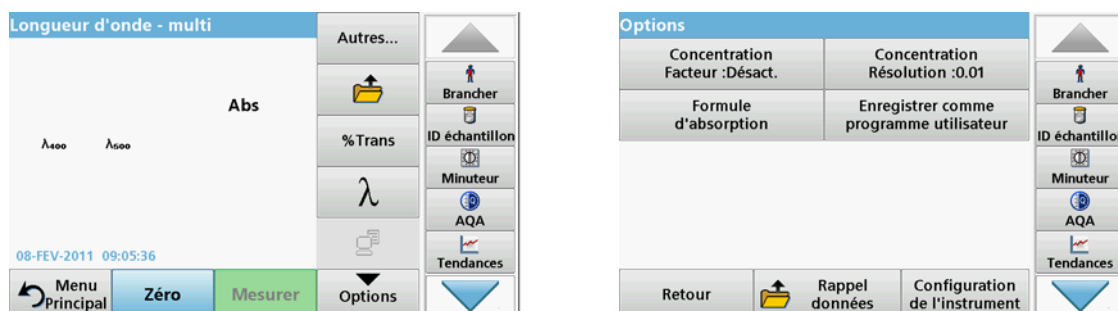 Longueur d'onde - multi
Autres...
Abs
%Trans
λ₄₀₀ λ₅₀₀
λ
08-FEV-2011 09:05:36
Menu
Principal
Zéro
Mesurer
Options
Brancher
ID échantillon
Minuteur
AQA
Tendances
Options
Concentration
Facteur :Désact.
Concentration
Résolution :0.01
Formule
d'absorption
Enregistrer comme
programme utilisateur
Retour
Rappel
données
Configuration
de l'instrument
Brancher
ID échantillo
Minuteur
AQA
Tendances